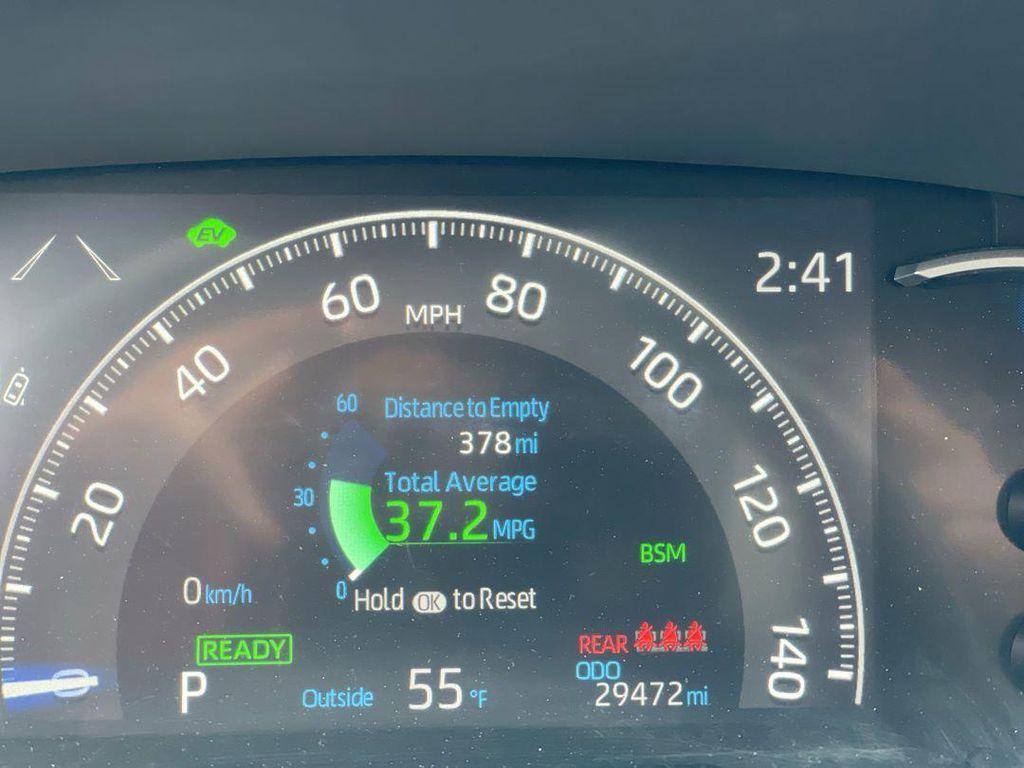 EV
2:41
60
MPH
80
40
100
20
120
0
140
60
Distance to Empty
378 mi
Total Average
30
37.2 MPG
0
Hold OK to Reset
BSM
0 km/h
READY
REAR
P
Outside 55 °F
ODO
29472 mi